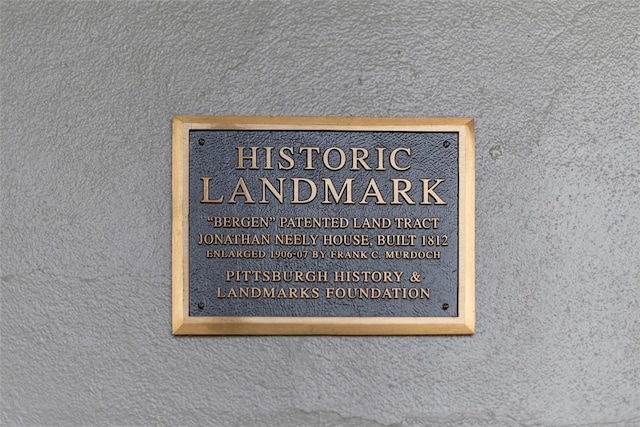 HISTORIC
LANDMARK
“BERGEN” PATENTED LAND TRACT
JONATHAN NEELY HOUSE, BUILT 1812
ENLARGED 1906-07 BY FRANK C. MURDOCH
PITTSBURGH HISTORY &
LANDMARKS FOUNDATION